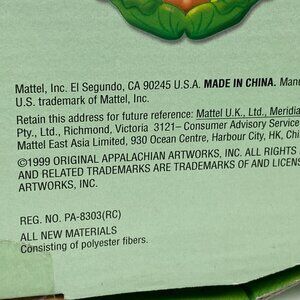 Mattel, Inc. El Segundo, CA 90245 U.S.A. MADE IN CHINA.
U.S. trademark of Mattel, Inc.
Retain this address for future reference: Mattel U.K., Ltd.,
Pty., Ltd., Richmond, Victoria 3121– Consumer Advisory Service
Mattel East Asia Limited, 930 Ocean Centre, Harbour City, HK,
©1999 ORIGINAL APPALACHIAN ARTWORKS, INC. ALL RIGHTS
AND RELATED TRADEMARKS ARE TRADEMARKS OF AND
ARTWORKS, INC.
REG. NO. PA-8303(RC)
ALL NEW MATERIALS
Consisting of polyester fibers.